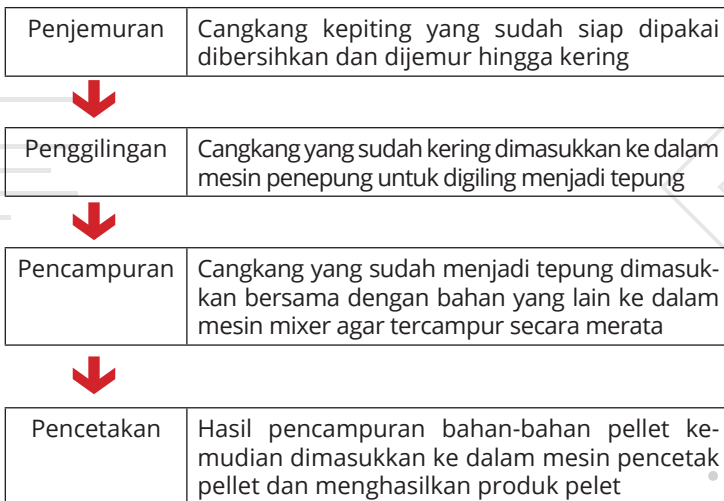 Penjemuran
Cangkang kepiting yang sudah siap dipakai
dibersihkan dan dijemur hingga kering
Penggilingan
Cangkang yang sudah kering dimasukkan ke dalam
mesin penepung untuk digiling menjadi tepung
Pencampuran
Cangkang yang sudah menjadi tepung dimasuk-
kan bersama dengan bahan yang lain ke dalam
mesin mixer agar tercampur secara merata
Pencetakan
Hasil pencampuran bahan-bahan pellet ke-
mudian dimasukkan ke dalam mesin pencetak
pellet dan menghasilkan produk pelet